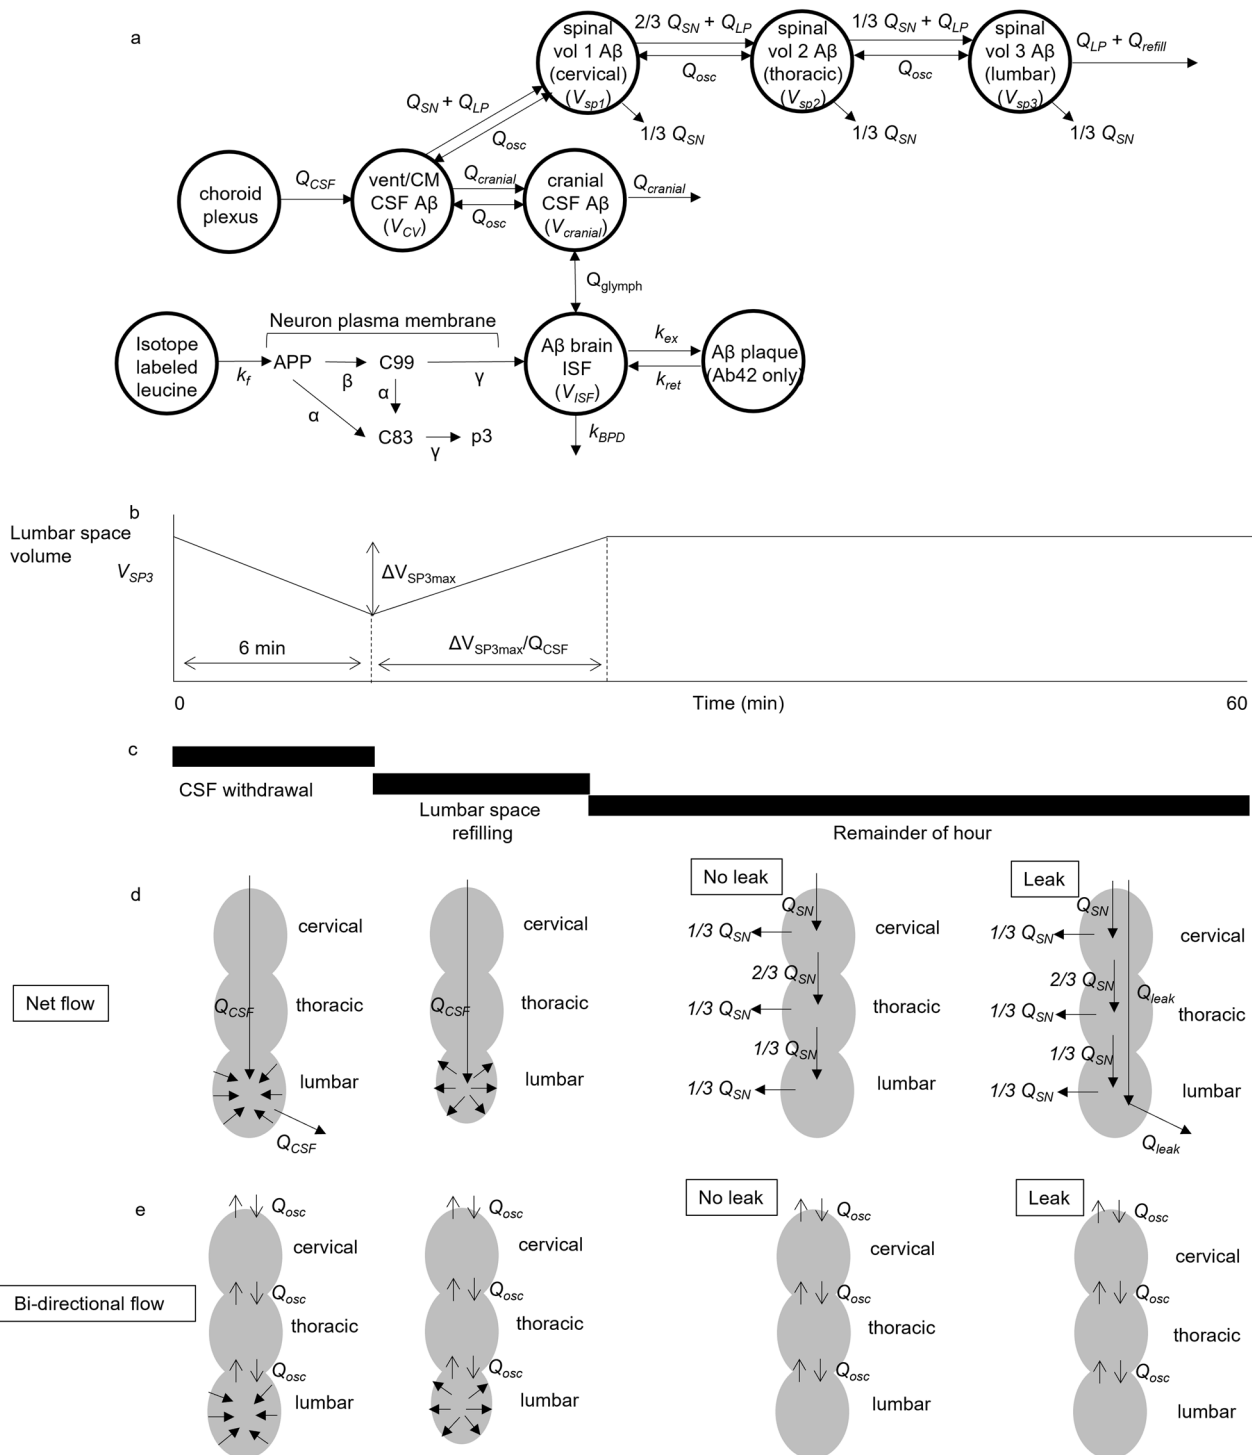 a
spinal
vol 1 Aβ
(cervical)
(Vsp1)
2/3 QSN + QLP
Qosc
spinal
vol 2 Aβ
(thoracic)
(Vsp2)
1/3 QSN + QLP
Qosc
spinal
vol 3 Aβ
(lumbar)
(Vsp3)
QLP + Qrefill
1/3 QSN
1/3 QSN
1/3 QSN
QSN + QLP
Qosc
choroid
plexus
QCSF
vent/CM
CSF Aβ
(VCV)
Qcranial
Qosc
cranial
CSF Aβ
(Vcranial)
Qcranial
Qglymph
Neuron plasma membrane
Isotope
labeled
leucine
kf
APP
β
C99
γ
α
α
C83
γ
p3
Aβ brain
ISF
(VISF)
kex
kret
Aβ plaque
(Ab42 only)
kBPD
b
Lumbar space
volume
VSP3
ΔVSP3max
6 min
ΔVSP3max/QCSF
0
Time (min)
60
c
CSF withdrawal
Lumbar space
refilling
Remainder of hour
d
Net flow
cervical
thoracic
lumbar
QCSF
QCSF
cervical
thoracic
lumbar
QCSF
No leak
QSN
1/3 QSN
cervical
2/3 QSN
1/3 QSN
thoracic
1/3 QSN
1/3 QSN
lumbar
Leak
QSN
1/3 QSN
cervical
2/3 QSN
Qleak
1/3 QSN
thoracic
1/3 QSN
1/3 QSN
lumbar
Qleak
e
Bi-directional flow
Qosc
cervical
Qosc
thoracic
Qosc
lumbar
Qosc
cervical
Qosc
thoracic
Qosc
lumbar
No leak
Qosc
cervical
Qosc
thoracic
Qosc
lumbar
Leak
Qosc
cervical
Qosc
thoracic
Qosc
lumbar